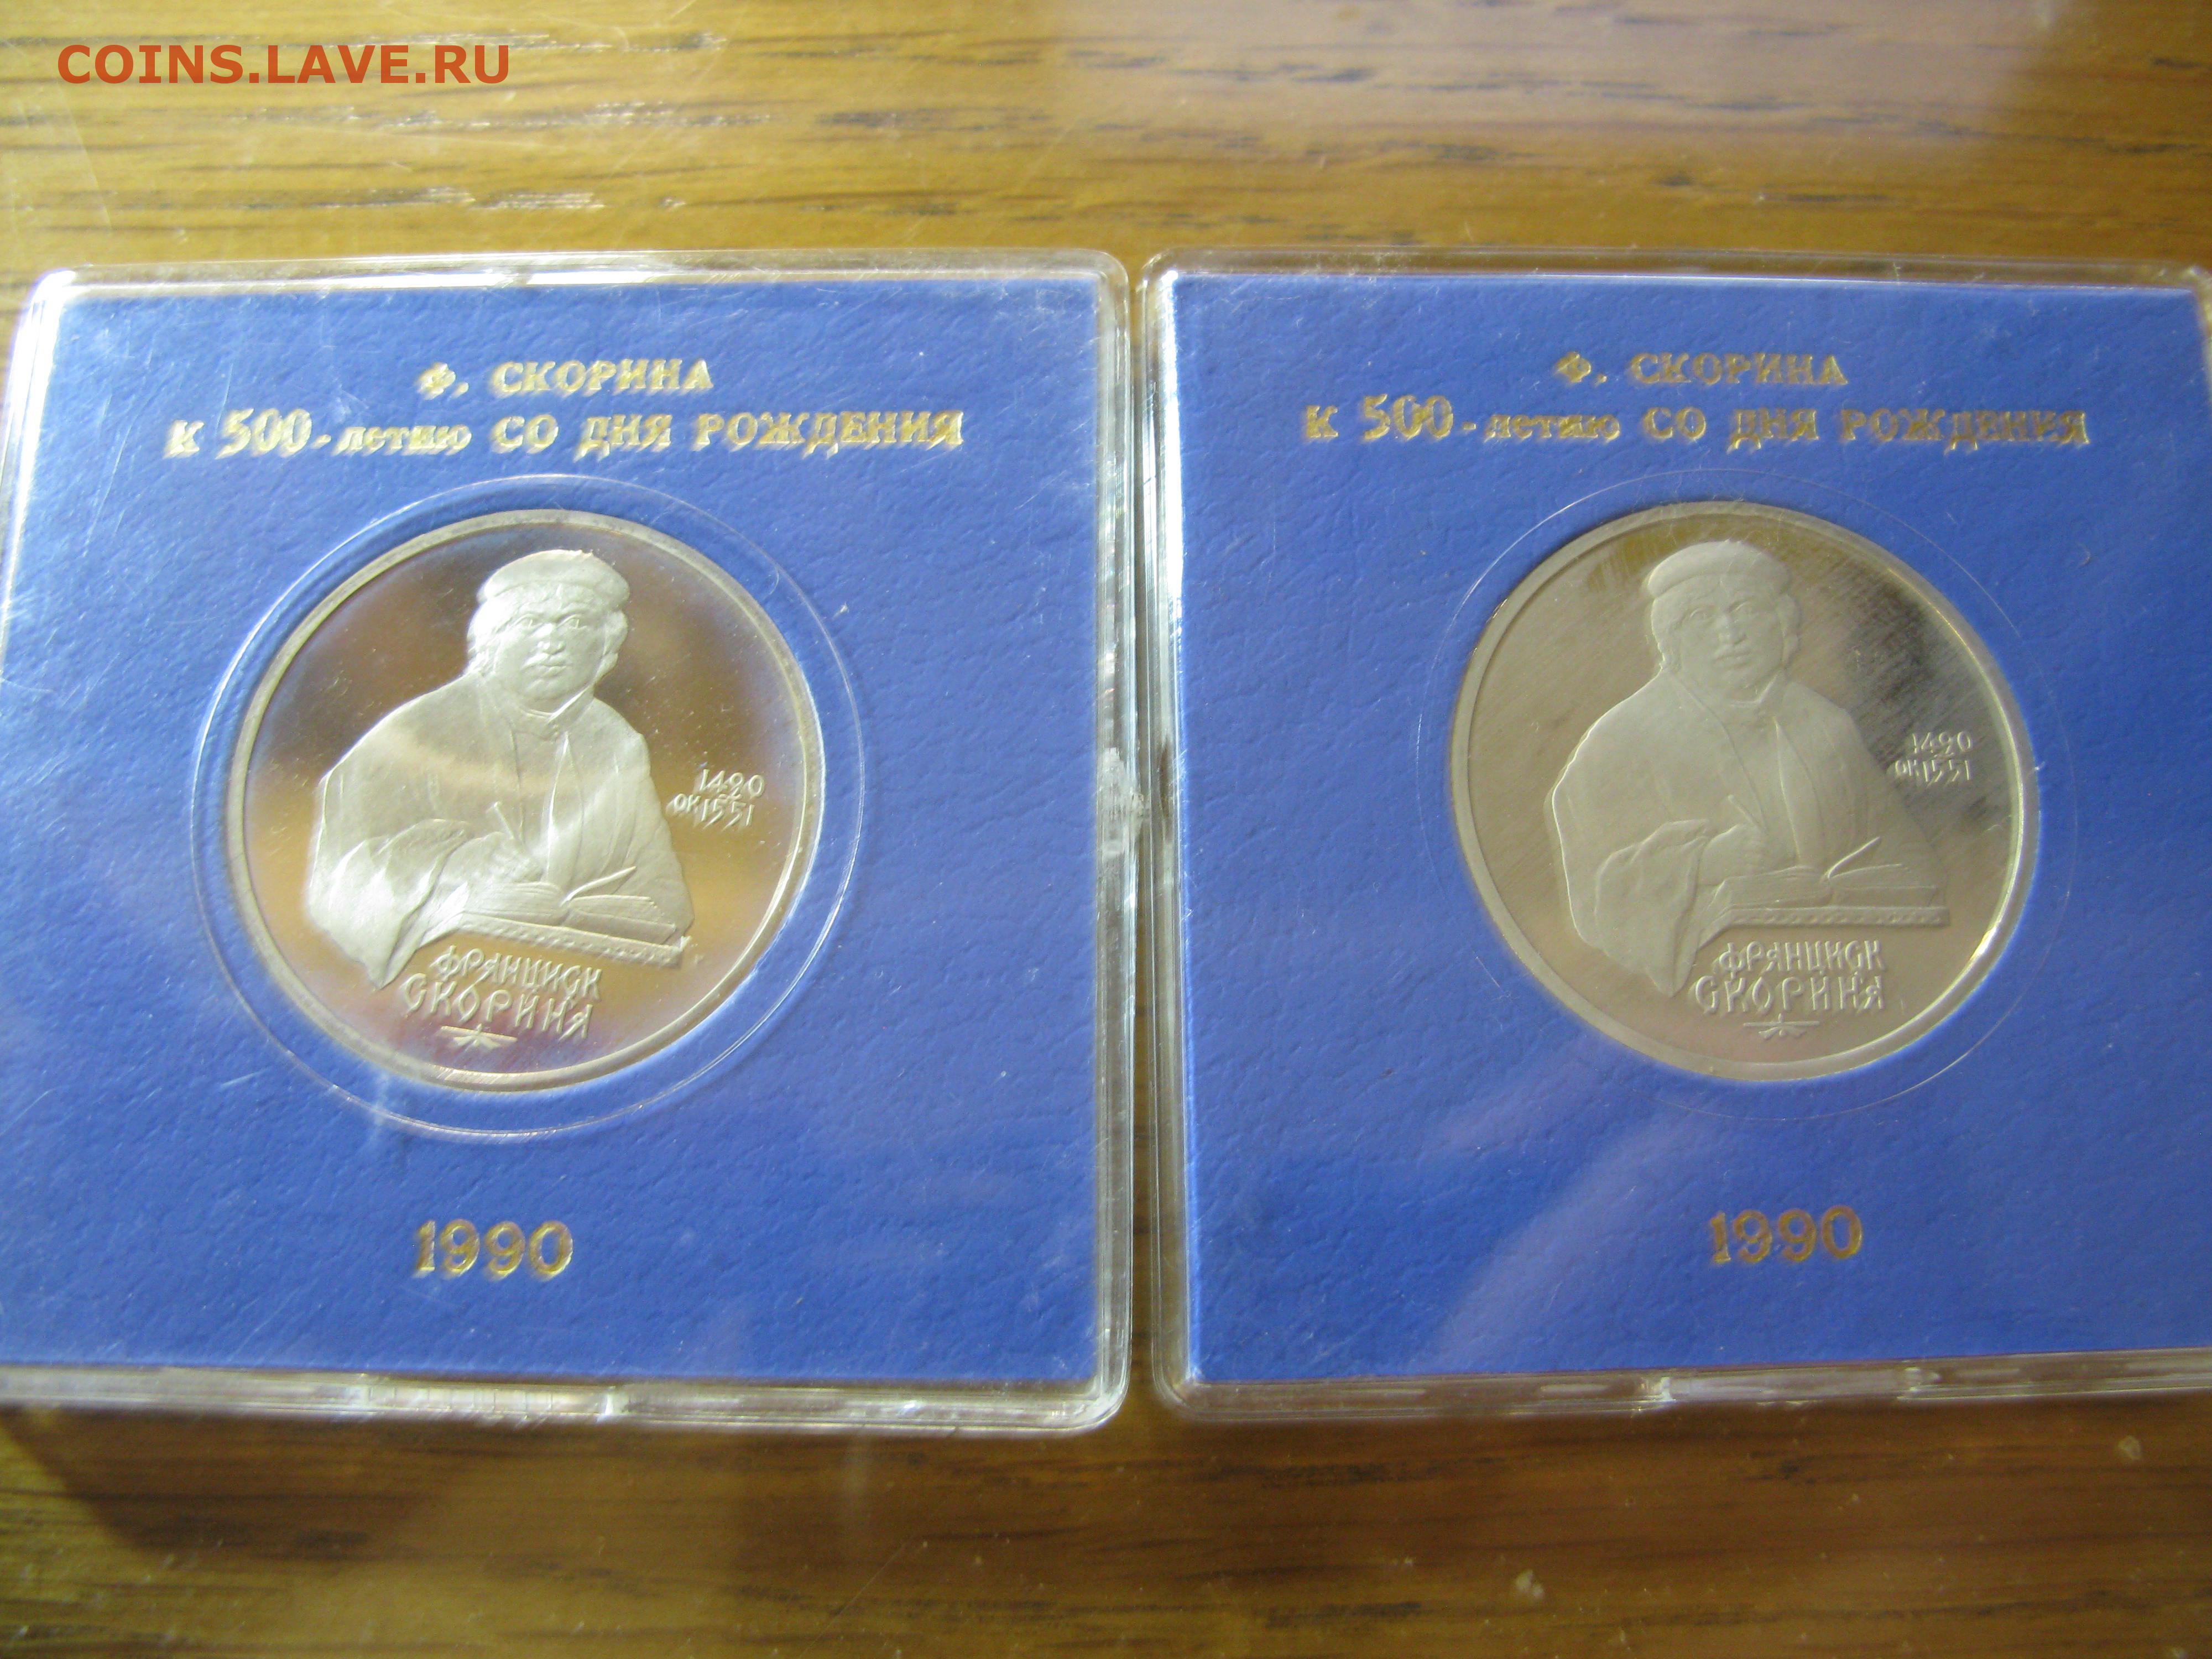 COINS.LAVE.RU
Ф. СКОРИНА
К 500-летию СО ДНЯ РОЖДЕНИЯ
1490
ОК 1551
ФРАНЦИСК
СКОРИНА
1990
Ф. СКОРИНА
К 500-летию СО ДНЯ РОЖДЕНИЯ
1490
ОК 1551
ФРАНЦИСК
СКОРИНА
1990